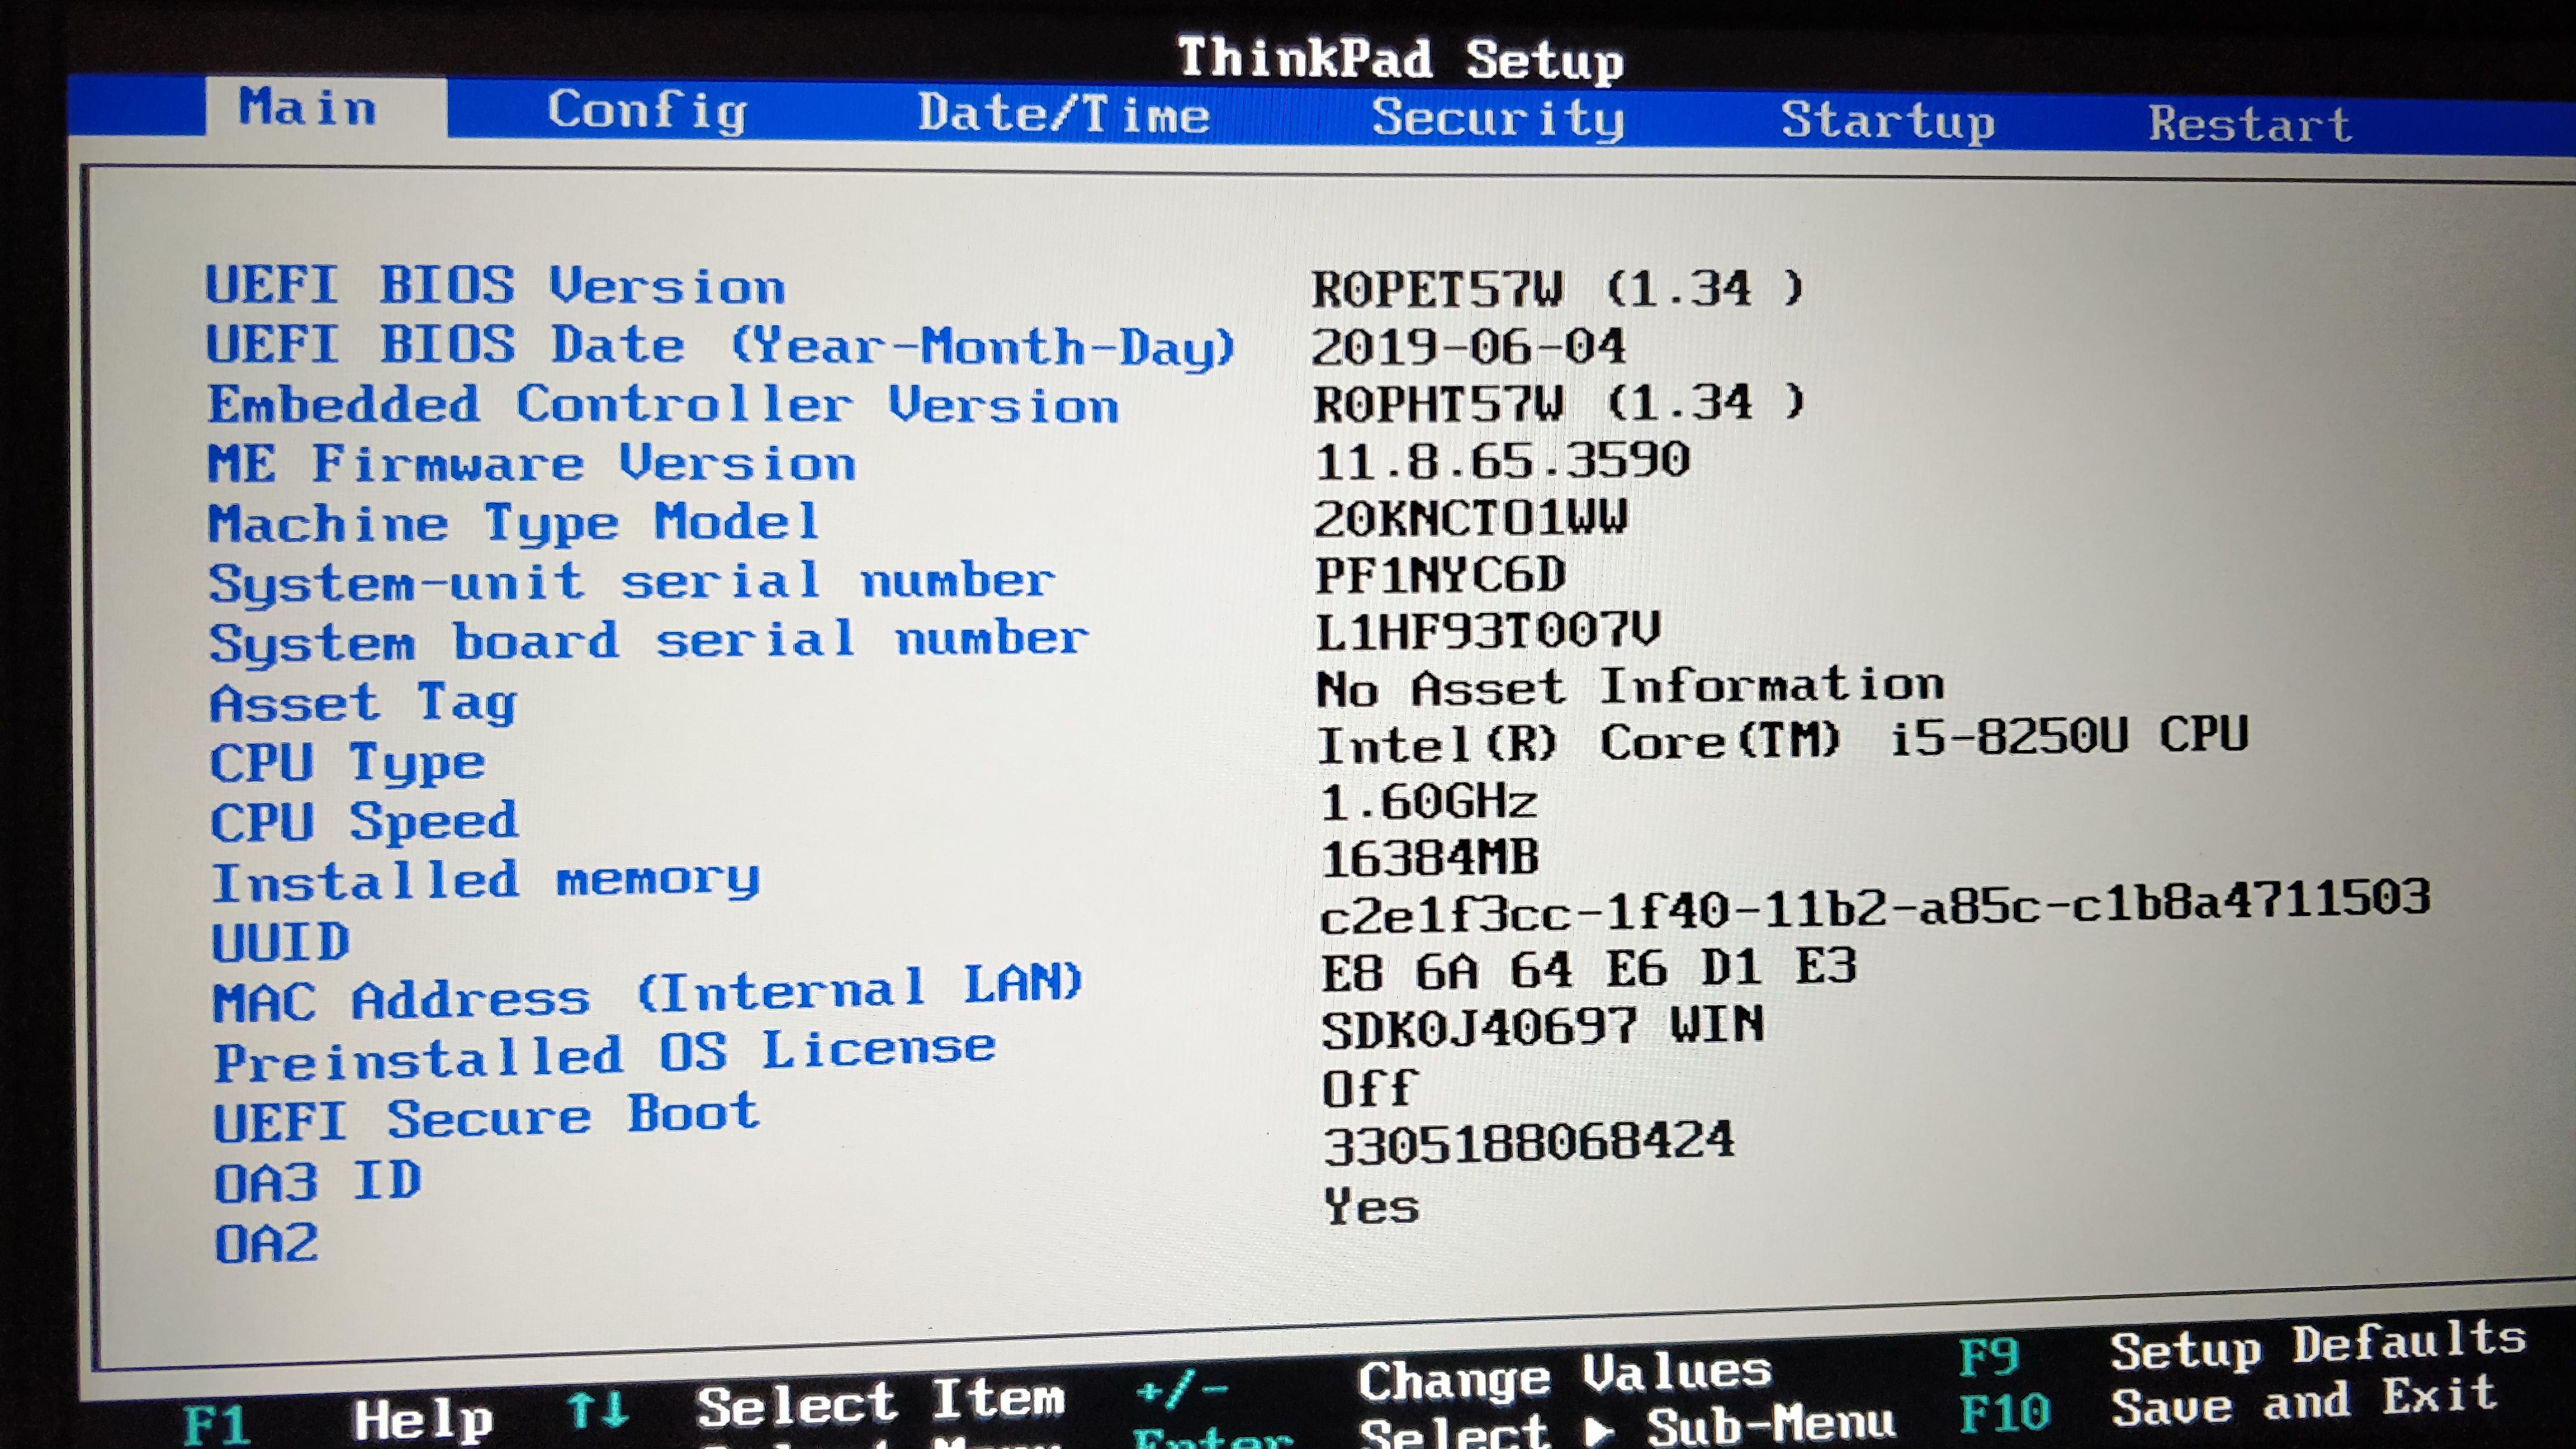 ThinkPad Setup
Main Config Date/Time Security Startup Restart
UEFI BIOS Version R0PET57W (1.34 )
UEFI BIOS Date (Year-Month-Day) 2019-06-04
Embedded Controller Version R0PHT57W (1.34 )
ME Firmware Version 11.8.65.3590
Machine Type Model 20KNCTO1WW
System-unit serial number PF1NYC6D
System board serial number L1HF93T007V
Asset Tag No Asset Information
CPU Type Intel(R) Core(TM) i5-8250U CPU
CPU Speed 1.60GHz
Installed memory 16384MB
UUID c2e1f3cc-1f40-11b2-a85c-c1b8a4711503
MAC Address (Internal LAN) E8 6A 64 E6 D1 E3
Preinstalled OS License SDK0J40697 WIN
UEFI Secure Boot Off
OA3 ID 3305188068424
OA2 Yes
F1 Help ↑↓ Select Item +/- Change Values F9 Setup Defaults
Enter Select ▶ Sub-Menu F10 Save and Exit